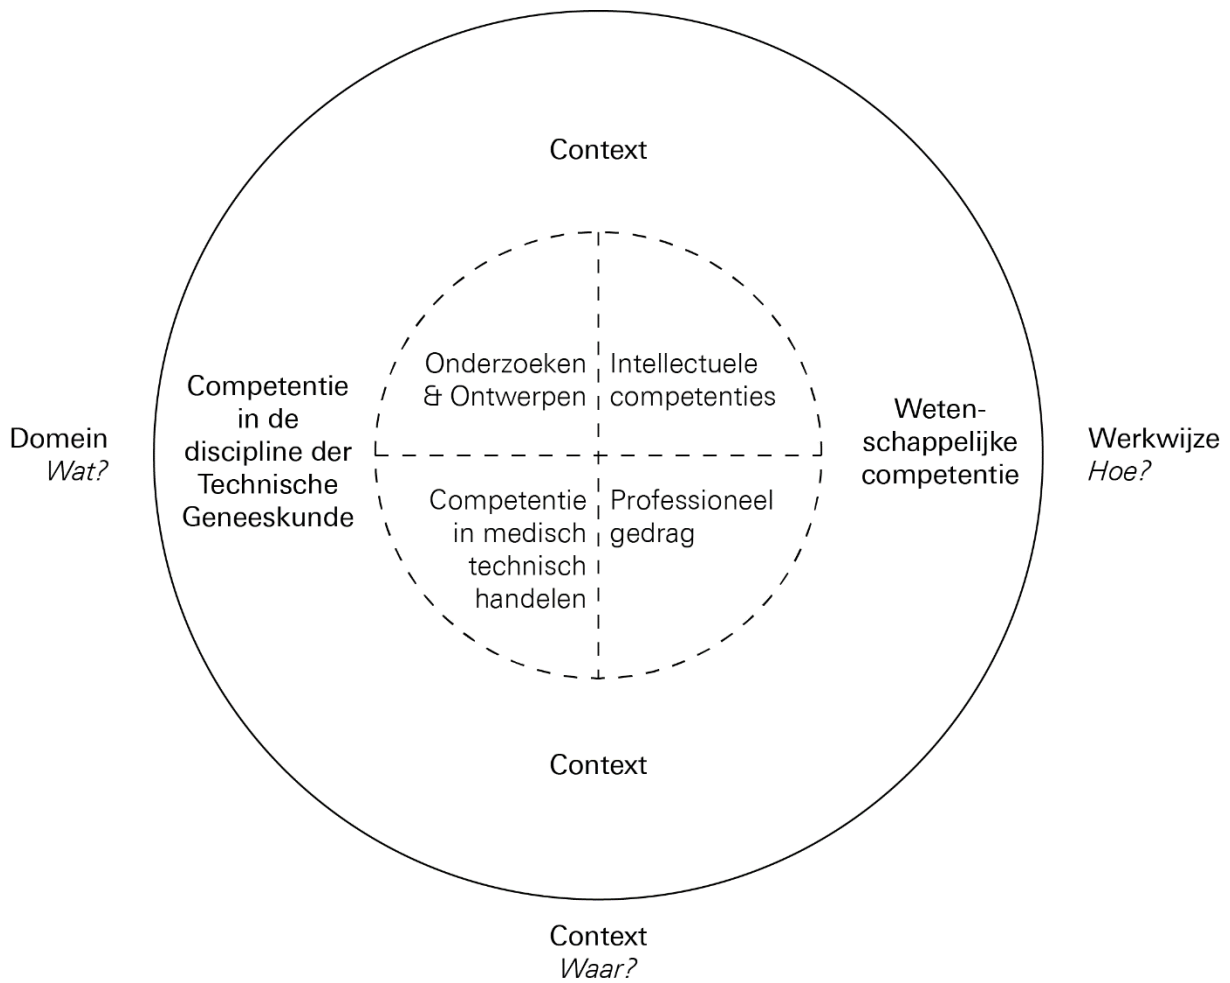 Context
Onderzoeken
& Ontwerpen
Intellectuele
competenties
Competentie
in de
discipline der
Technische
Geneeskunde
Weten-
schappelijke
competentie
Domein
Wat?
Werkwijze
Hoe?
Competentie
in medisch
technisch
handelen
Professioneel
gedrag
Context
Context
Waar?